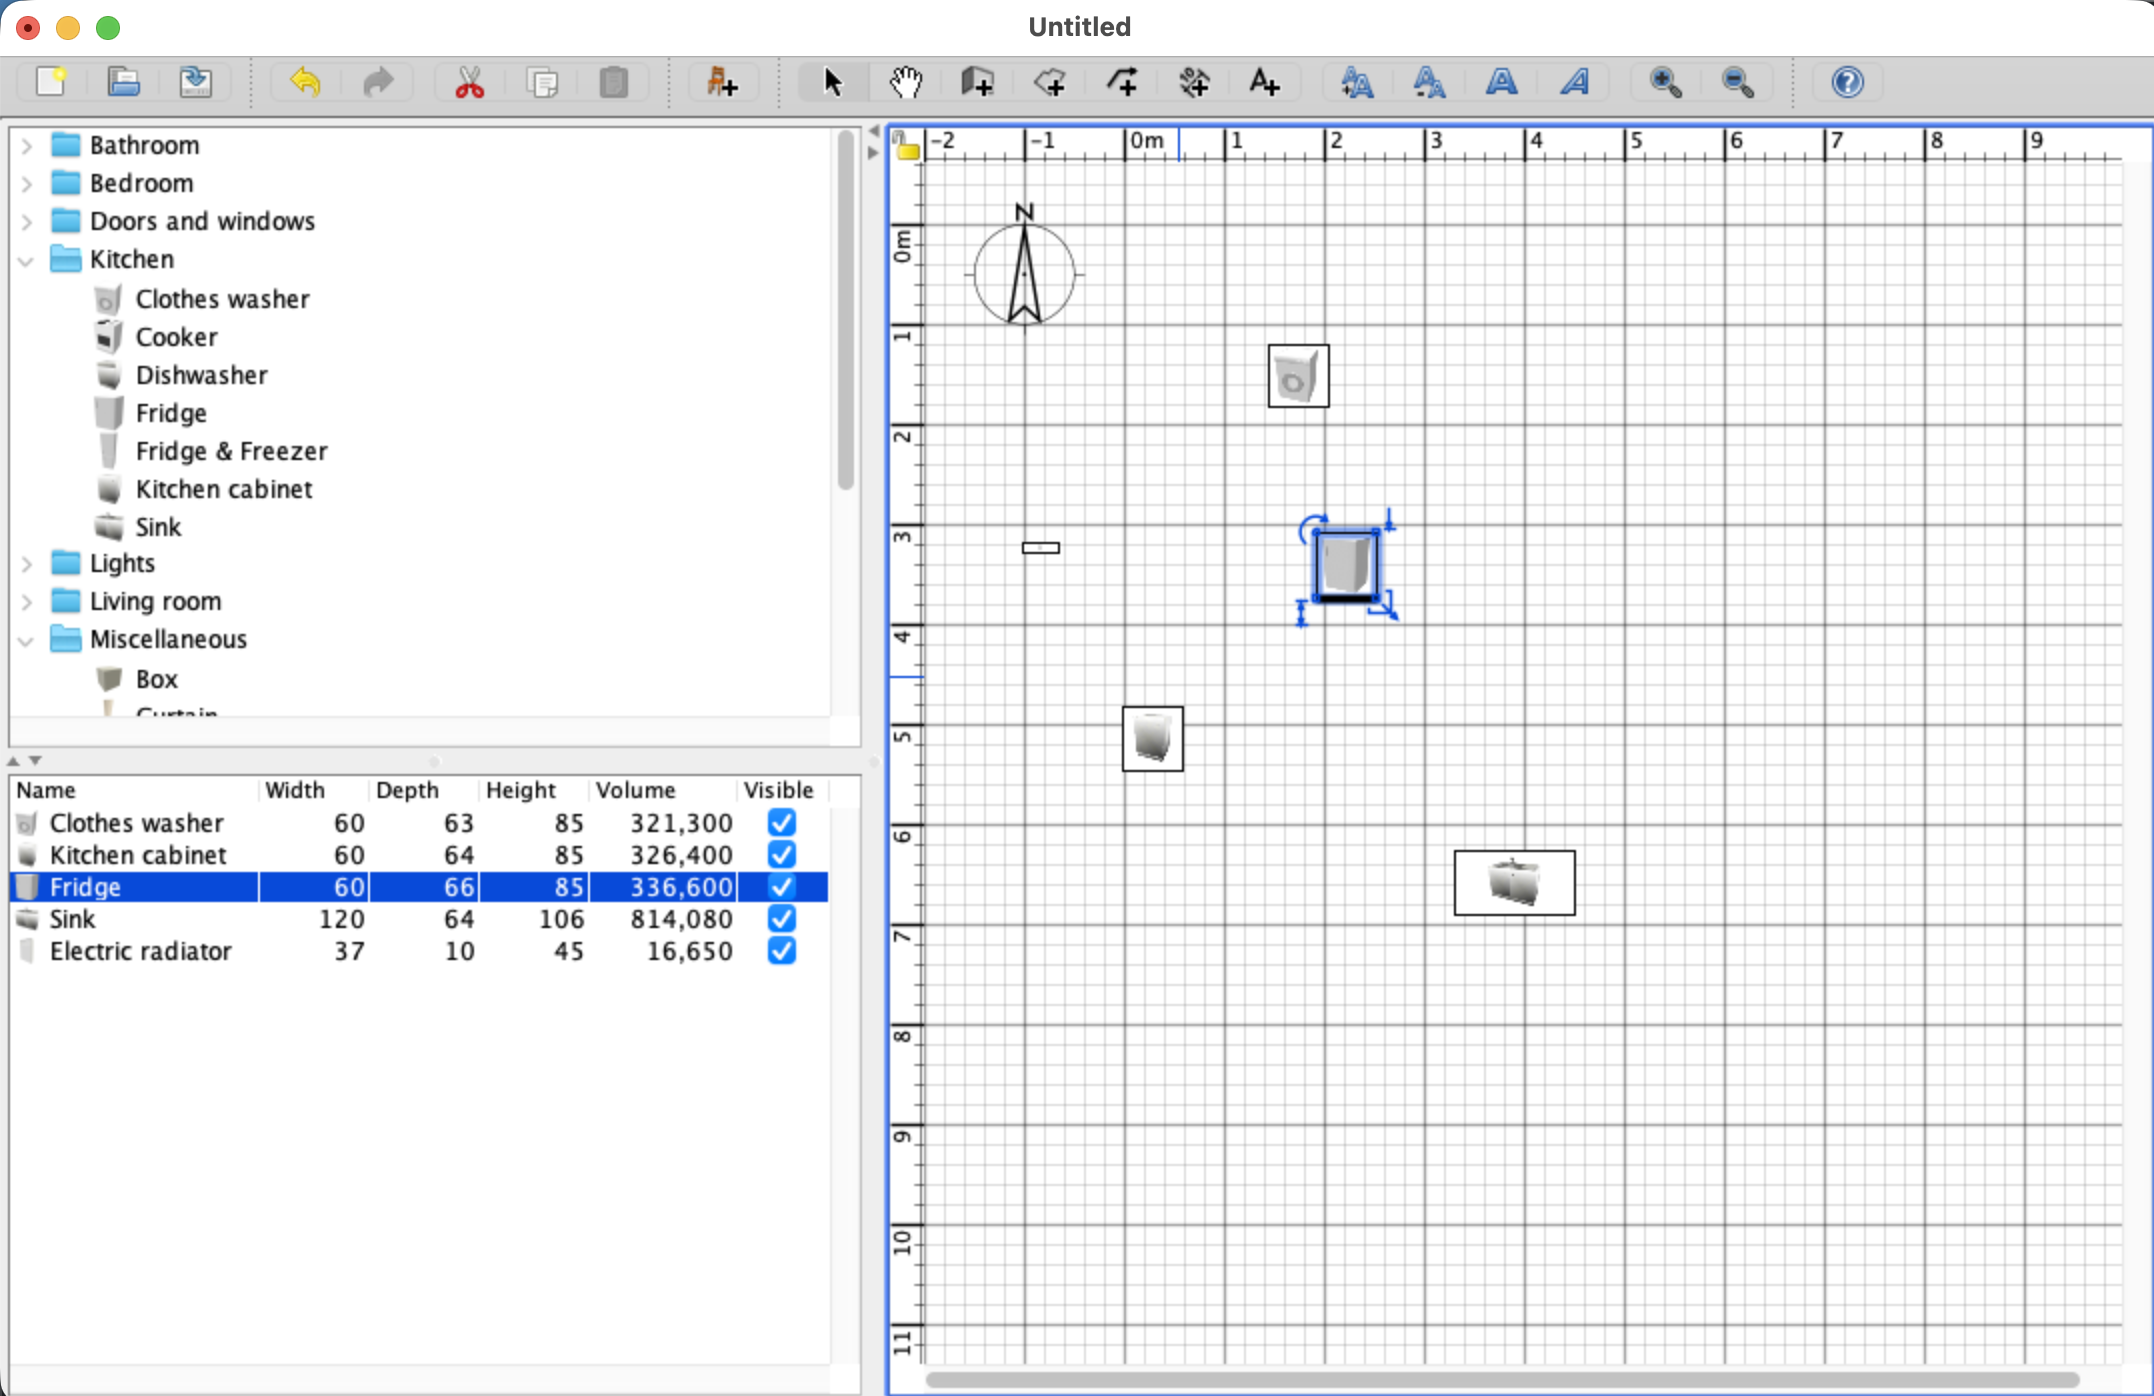 Untitled
-2 -1 0m 1 2 3 4 5 6 7 8 9
Bathroom
Bedroom
Doors and windows
Kitchen
Clothes washer
Cooker
Dishwasher
Fridge
Fridge & Freezer
Kitchen cabinet
Sink
Lights
Living room
Miscellaneous
Box
Curtain
Name Width Depth Height Volume Visible
Clothes washer 60 63 85 321,300
Kitchen cabinet 60 64 85 326,400
Fridge 60 66 85 336,600
Sink 120 64 106 814,080
Electric radiator 37 10 45 16,650
N
0m
1
2
3
4
5
6
7
8
9
10
11